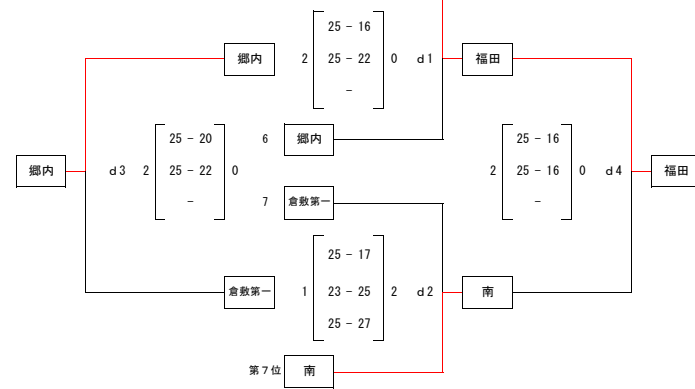 25 - 16
郷内 2 25 - 22 0 d1 福田
-
25 - 20 6 郷内 25 - 16
郷内 d3 2 25 - 22 0 2 25 - 16 0 d4 福田
- 7 倉敷第一 -
25 - 17
倉敷第一 1 23 - 25 2 d2 南
25 - 27
第7位 南